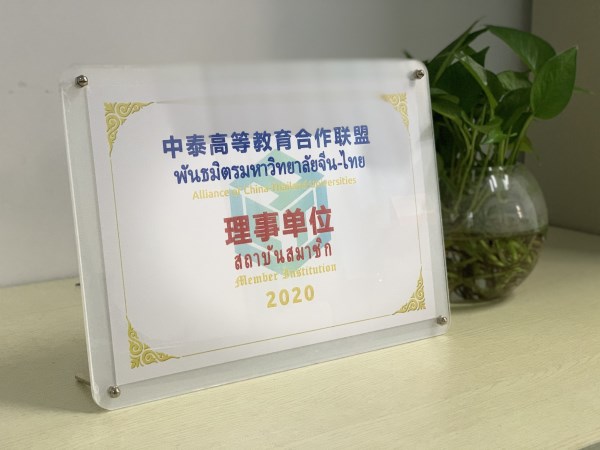 中泰高等教育合作联盟
พันธมิตรมหาวิทยาลัยจีน-ไทย
Alliance of China-Thailand Universities
理事单位
สถาบันสมาชิก
Member Institution
2020